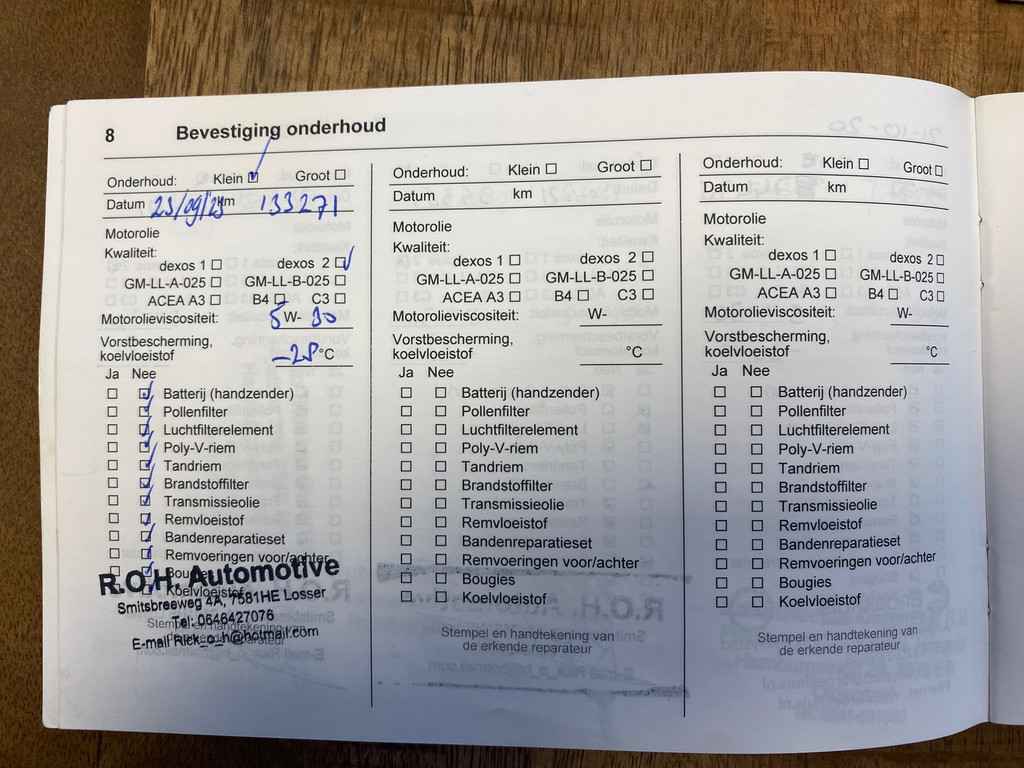 8 Bevestiging onderhoud
Onderhoud: Klein Groot
Datum 23/09/23 km 133271
Motorolie
Kwaliteit:
dexos 1 dexos 2
GM-LL-A-025 GM-LL-B-025
ACEA A3 B4 C3
Motorolieviscositeit: 5 W- 30
Vorstbescherming,
koelvloeistof -28 °C
Ja Nee
Batterij (handzender)
Pollenfilter
Luchtfilterelement
Poly-V-riem
Tandriem
Brandstoffilter
Transmissieolie
Remvloeistof
Bandenreparatieset
Remvoeringen voor/achter
Bougies
Koelvloeistof
R.O.H. Automotive
Smitsbreeweg 4A, 7581HE Losser
Tel: 0646427076
E-mail Rick_o_h@hotmail.com
Stempel en handtekening van
Onderhoud: Klein Groot
Datum km
Motorolie
Kwaliteit:
dexos 1 dexos 2
GM-LL-A-025 GM-LL-B-025
ACEA A3 B4 C3
Motorolieviscositeit: W-
Vorstbescherming,
koelvloeistof °C
Ja Nee
Batterij (handzender)
Pollenfilter
Luchtfilterelement
Poly-V-riem
Tandriem
Brandstoffilter
Transmissieolie
Remvloeistof
Bandenreparatieset
Remvoeringen voor/achter
Bougies
Koelvloeistof
Stempel en handtekening van
de erkende reparateur
Onderhoud: Klein Groot
Datum km
Motorolie
Kwaliteit:
dexos 1 dexos 2
GM-LL-A-025 GM-LL-B-025
ACEA A3 B4 C3
Motorolieviscositeit: W-
Vorstbescherming,
koelvloeistof °C
Ja Nee
Batterij (handzender)
Pollenfilter
Luchtfilterelement
Poly-V-riem
Tandriem
Brandstoffilter
Transmissieolie
Remvloeistof
Bandenreparatieset
Remvoeringen voor/achter
Bougies
Koelvloeistof
Stempel en handtekening van
de erkende reparateur